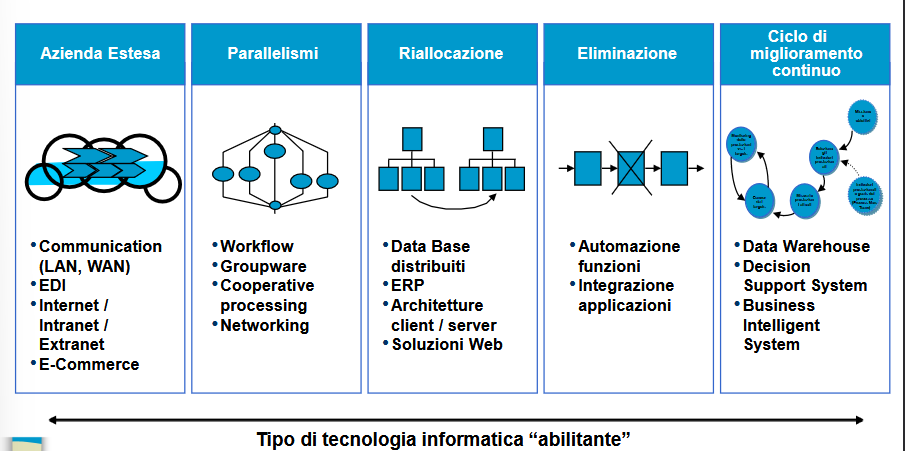 Azienda Estesa
Parallelismi
Riallocazione
Eliminazione
Ciclo di
miglioramento
continuo
•Communication
(LAN, WAN)
•EDI
•Internet /
Intranet /
Extranet
•E-Commerce
•Workflow
•Groupware
•Cooperative
processing
•Networking
•Data Base
distribuiti
•ERP
•Architetture
client / server
•Soluzioni Web
•Automazione
funzioni
•Integrazione
applicazioni
•Data Warehouse
•Decision
Support System
•Business
Intelligent
System
Tipo di tecnologia informatica “abilitante”